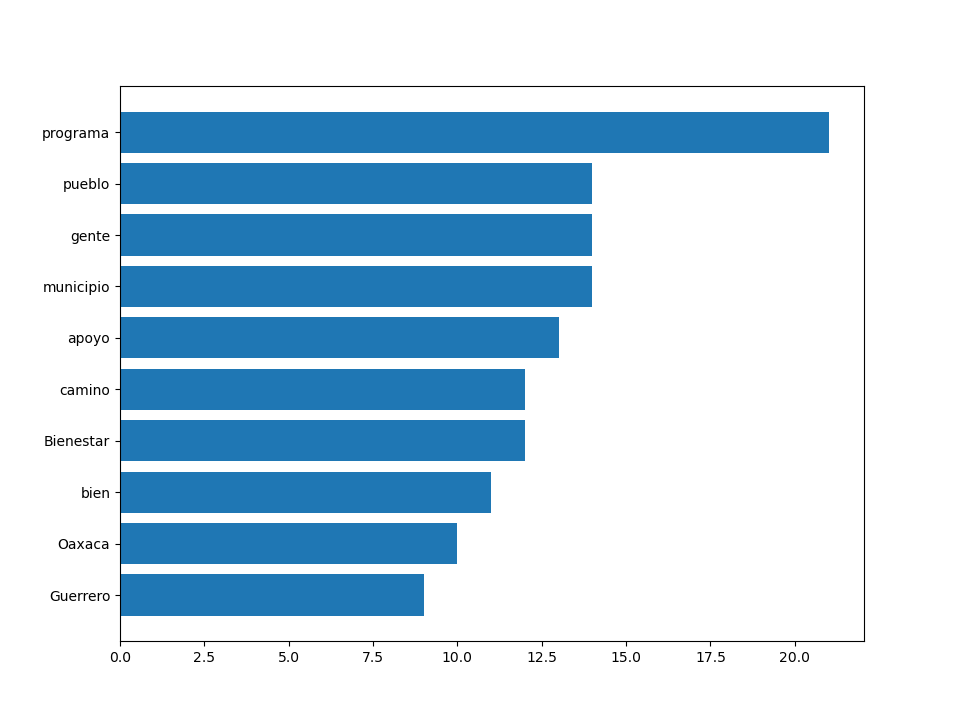 programa
pueblo
gente
municipio
apoyo
camino
Bienestar
bien
Oaxaca
Guerrero
0.0 2.5 5.0 7.5 10.0 12.5 15.0 17.5 20.0